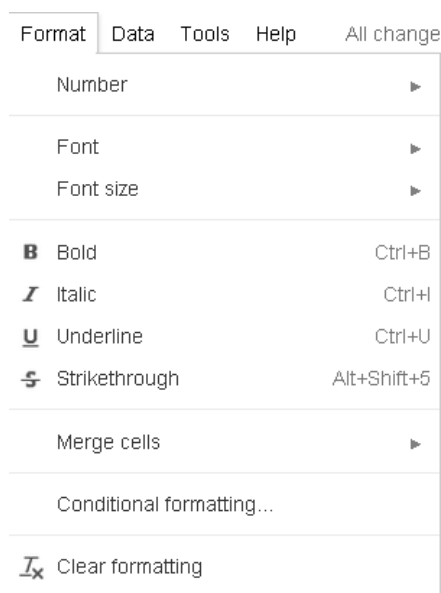 Format Data Tools Help All change
Number
Font
Font size
B Bold Ctrl+B
I Italic Ctrl+I
U Underline Ctrl+U
S Strikethrough Alt+Shift+5
Merge cells
Conditional formatting...
Clear formatting